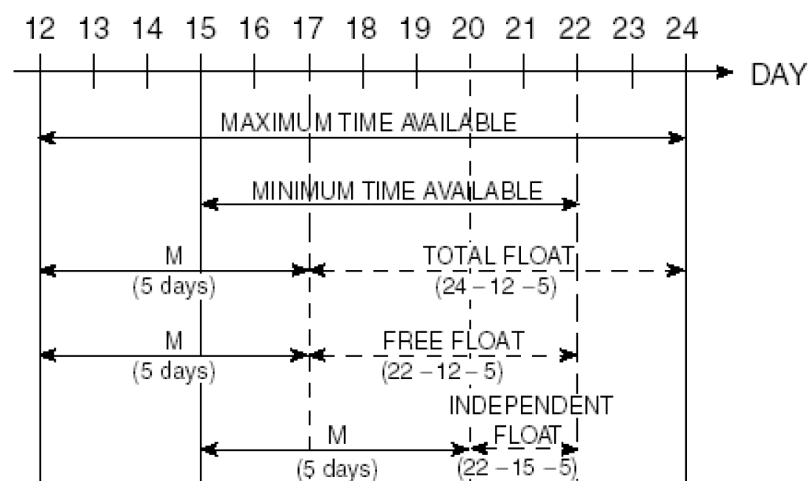 12 13 14 15 16 17 18 19 20 21 22 23 24
DAY
MAXIMUM TIME AVAILABLE
MINIMUM TIME AVAILABLE
M TOTAL FLOAT
(5 days) (24 – 12 – 5)
M FREE FLOAT
(5 days) (22 – 12 – 5)
INDEPENDENT
M FLOAT
(5 days) (22 – 15 – 5)